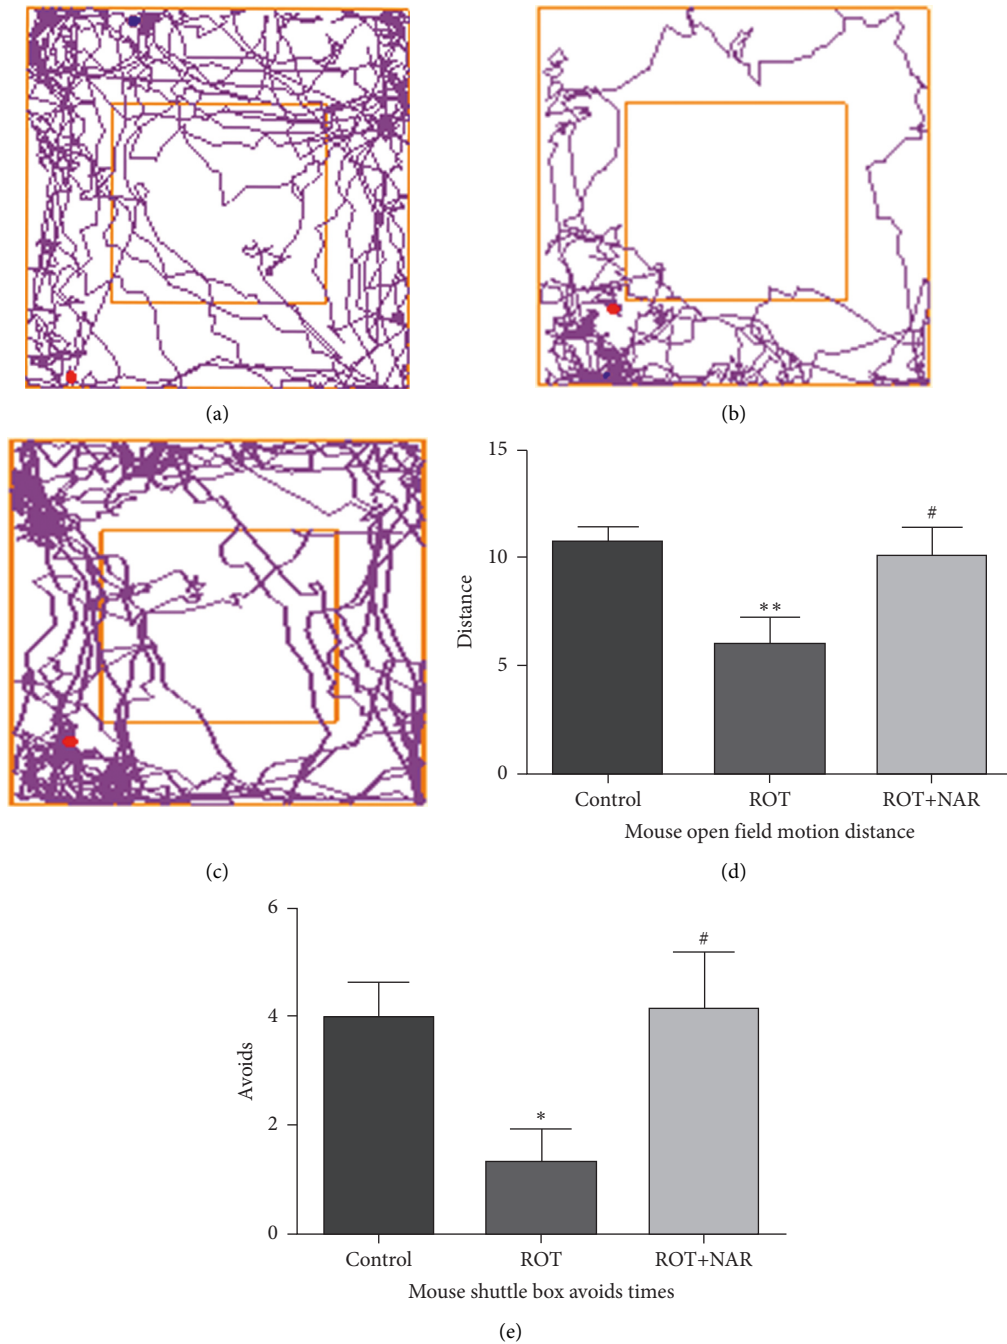 (a)
(b)
(c)
15
10
5
0
Distance
**
#
Control ROT ROT+NAR
Mouse open field motion distance
(d)
6
4
2
0
Avoids
*
#
Control ROT ROT+NAR
Mouse shuttle box avoids times
(e)